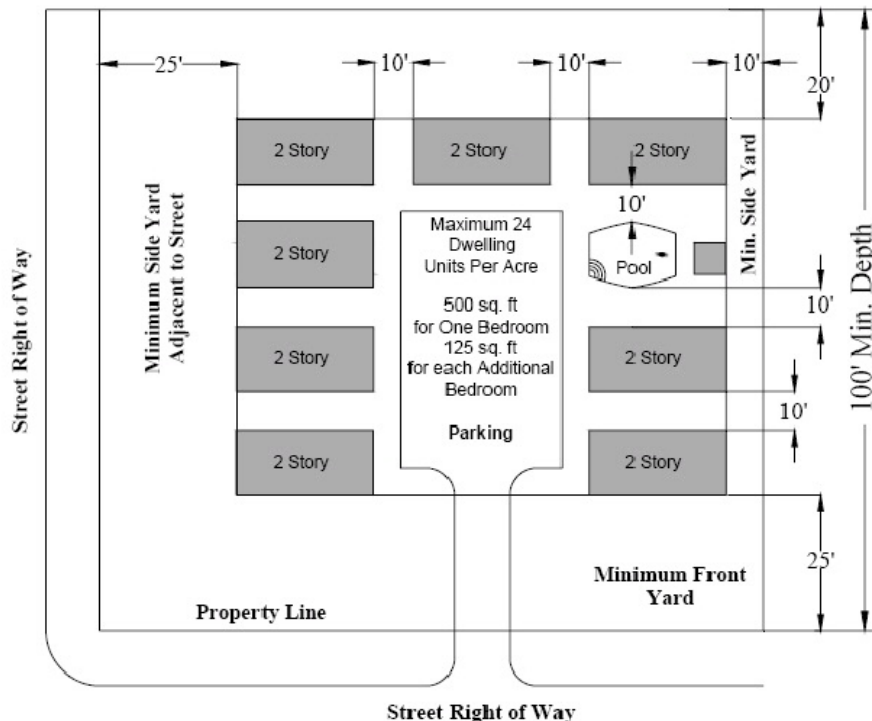 25'
10'
10'
10'
20'
2 Story
2 Story
2 Story
10'
Maximum 24
Dwelling
Units Per Acre
500 sq. ft
for One Bedroom
125 sq. ft
for each Additional
Bedroom
Parking
2 Story
Pool
Min. Side Yard
Minimum Side Yard
Adjacent to Street
Street Right of Way
10'
100' Min. Depth
2 Story
2 Story
10'
2 Story
2 Story
25'
Minimum Front
Yard
Property Line
Street Right of Way